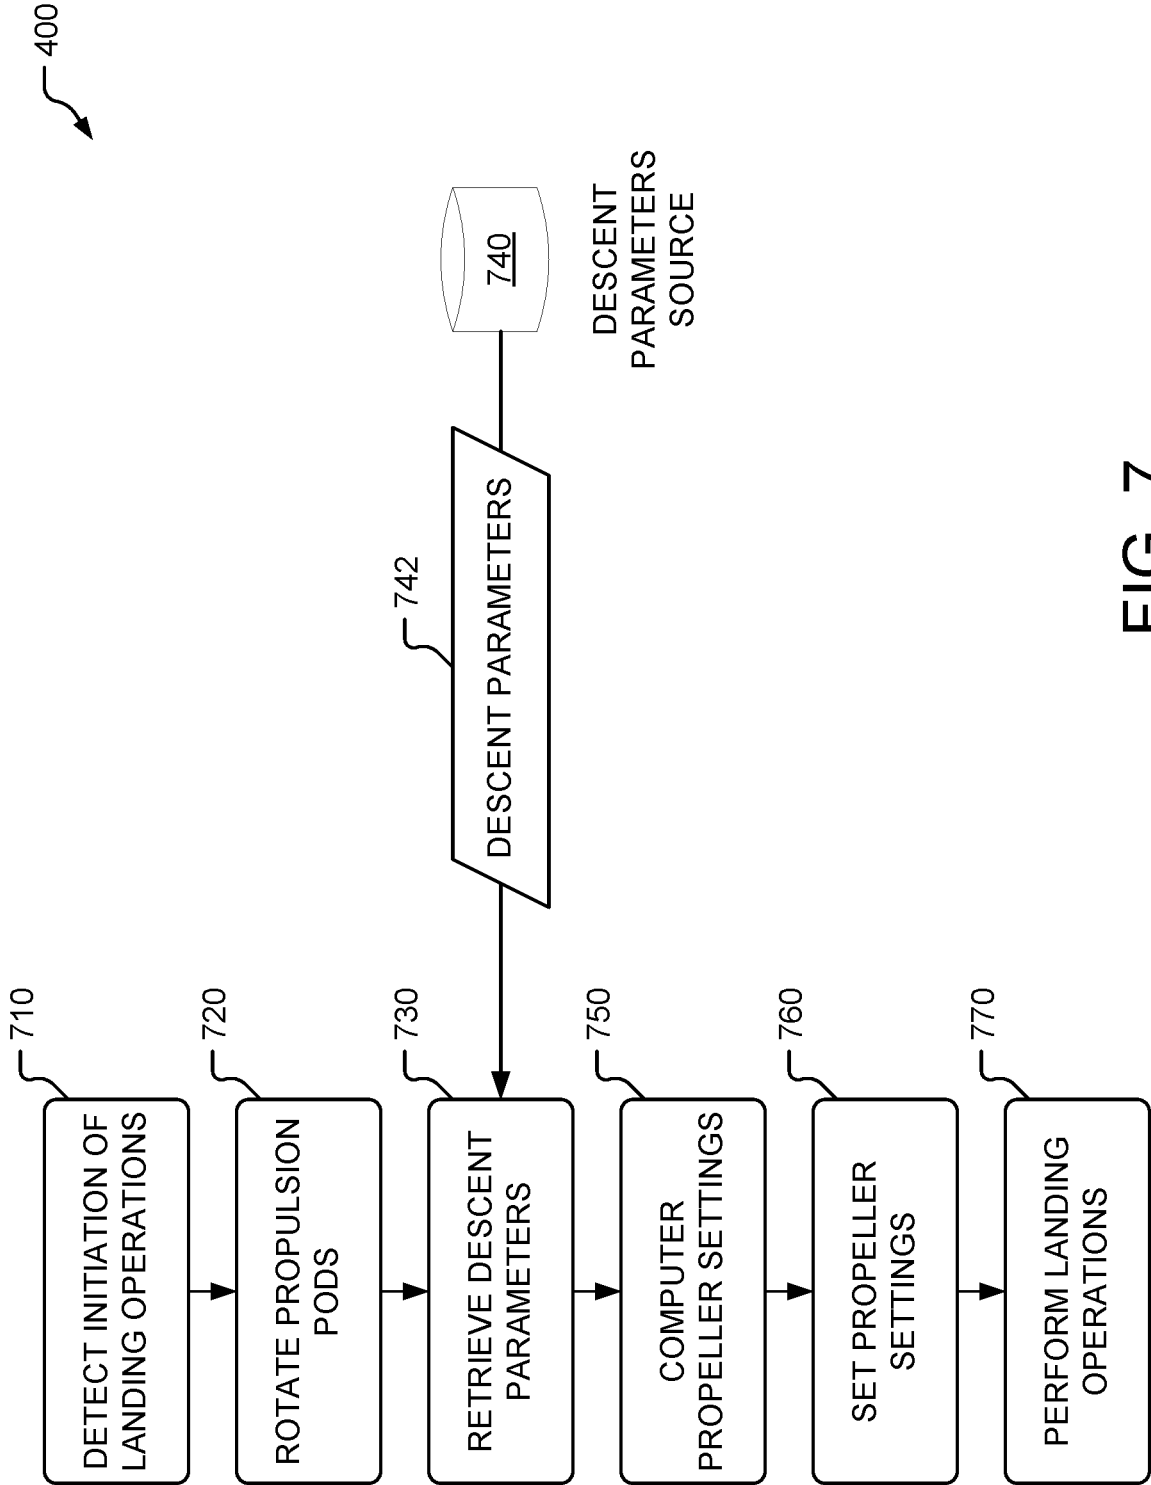 400
710
DETECT INITIATION OF
LANDING OPERATIONS
720
ROTATE PROPULSION
PODS
730
RETRIEVE DESCENT
PARAMETERS
742
DESCENT PARAMETERS
740
DESCENT
PARAMETERS
SOURCE
750
COMPUTER
PROPELLER SETTINGS
760
SET PROPELLER
SETTINGS
770
PERFORM LANDING
OPERATIONS
FIG. 7